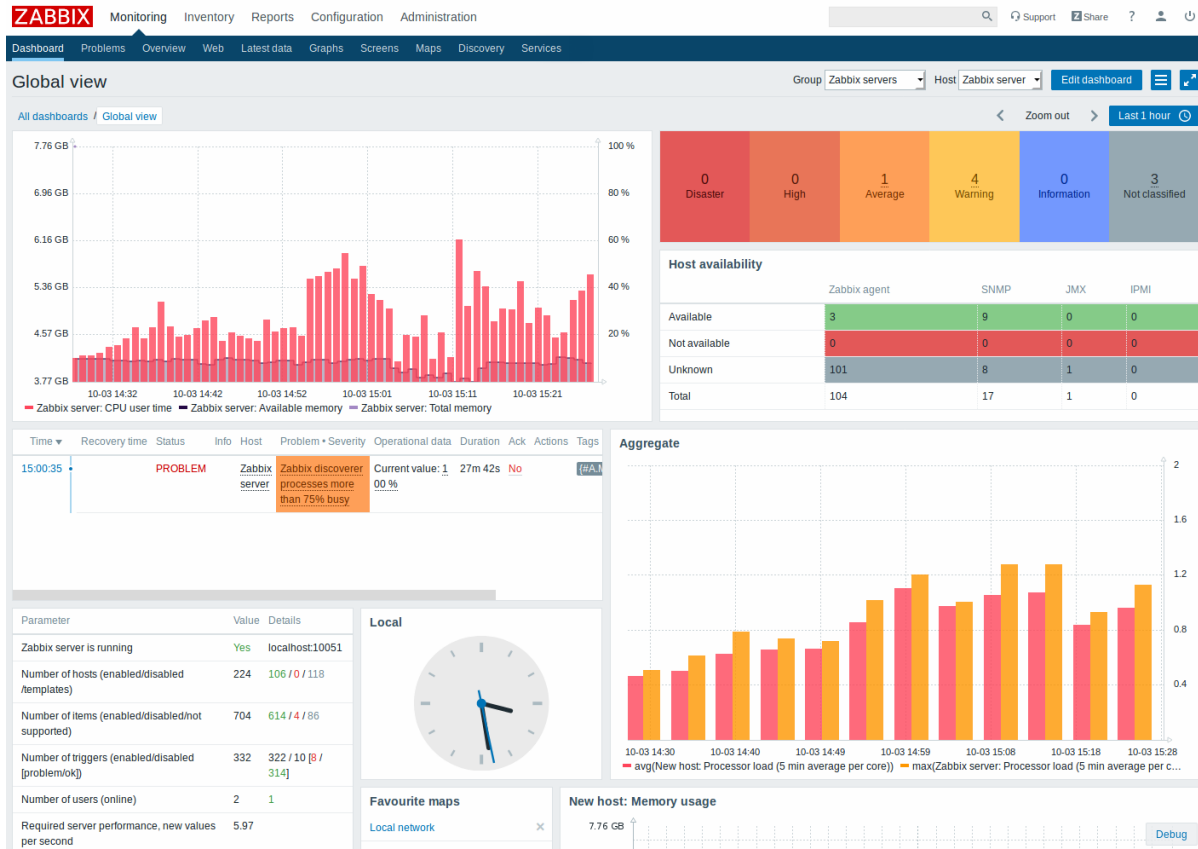 ZABBIX Monitoring Inventory Reports Configuration Administration Support Z Share ?
Dashboard Problems Overview Web Latest data Graphs Screens Maps Discovery Services
Global view Group Zabbix servers Host Zabbix server Edit dashboard
All dashboards / Global view Zoom out Last 1 hour
7.76 GB 100 %
6.96 GB 80 %
6.16 GB 60 %
5.36 GB 40 %
4.57 GB 20 %
3.77 GB
10-03 14:32 10-03 14:42 10-03 14:52 10-03 15:01 10-03 15:11 10-03 15:21
Zabbix server: CPU user time Zabbix server: Available memory Zabbix server: Total memory
0 0 1 4 0 3
Disaster High Average Warning Information Not classified
Host availability
Zabbix agent SNMP JMX IPMI
Available 3 9 0 0
Not available 0 0 0 0
Unknown 101 8 1 0
Total 104 17 1 0
Time Recovery time Status Info Host Problem • Severity Operational data Duration Ack Actions Tags
15:00:35 PROBLEM Zabbix Zabbix discoverer Current value: 1 27m 42s No {#A.M
server processes more 00 %
than 75% busy
Aggregate
2
1.6
1.2
0.8
0.4
10-03 14:30 10-03 14:40 10-03 14:49 10-03 14:59 10-03 15:08 10-03 15:18 10-03 15:28
avg(New host: Processor load (5 min average per core)) max(Zabbix server: Processor load (5 min average per c...
Parameter Value Details
Zabbix server is running Yes localhost:10051
Number of hosts (enabled/disabled 224 106 / 0 / 118
/templates)
Number of items (enabled/disabled/not 704 614 / 4 / 86
supported)
Number of triggers (enabled/disabled 332 322 / 10 [8 /
[problem/ok]) 314]
Number of users (online) 2 1
Required server performance, new values 5.97
per second
Local
Favourite maps
Local network
New host: Memory usage
7.76 GB
Debug